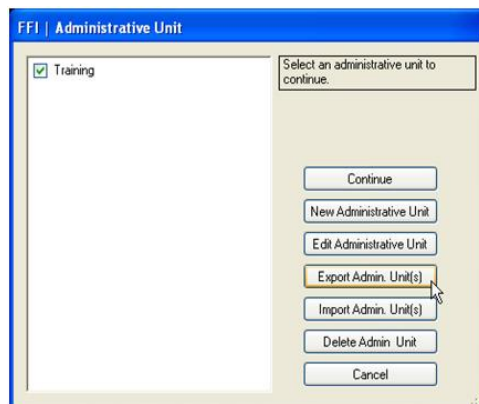 FFI | Administrative Unit
Training
Select an administrative unit to
continue.
Continue
New Administrative Unit
Edit Administrative Unit
Export Admin. Unit(s)
Import Admin. Unit(s)
Delete Admin Unit
Cancel